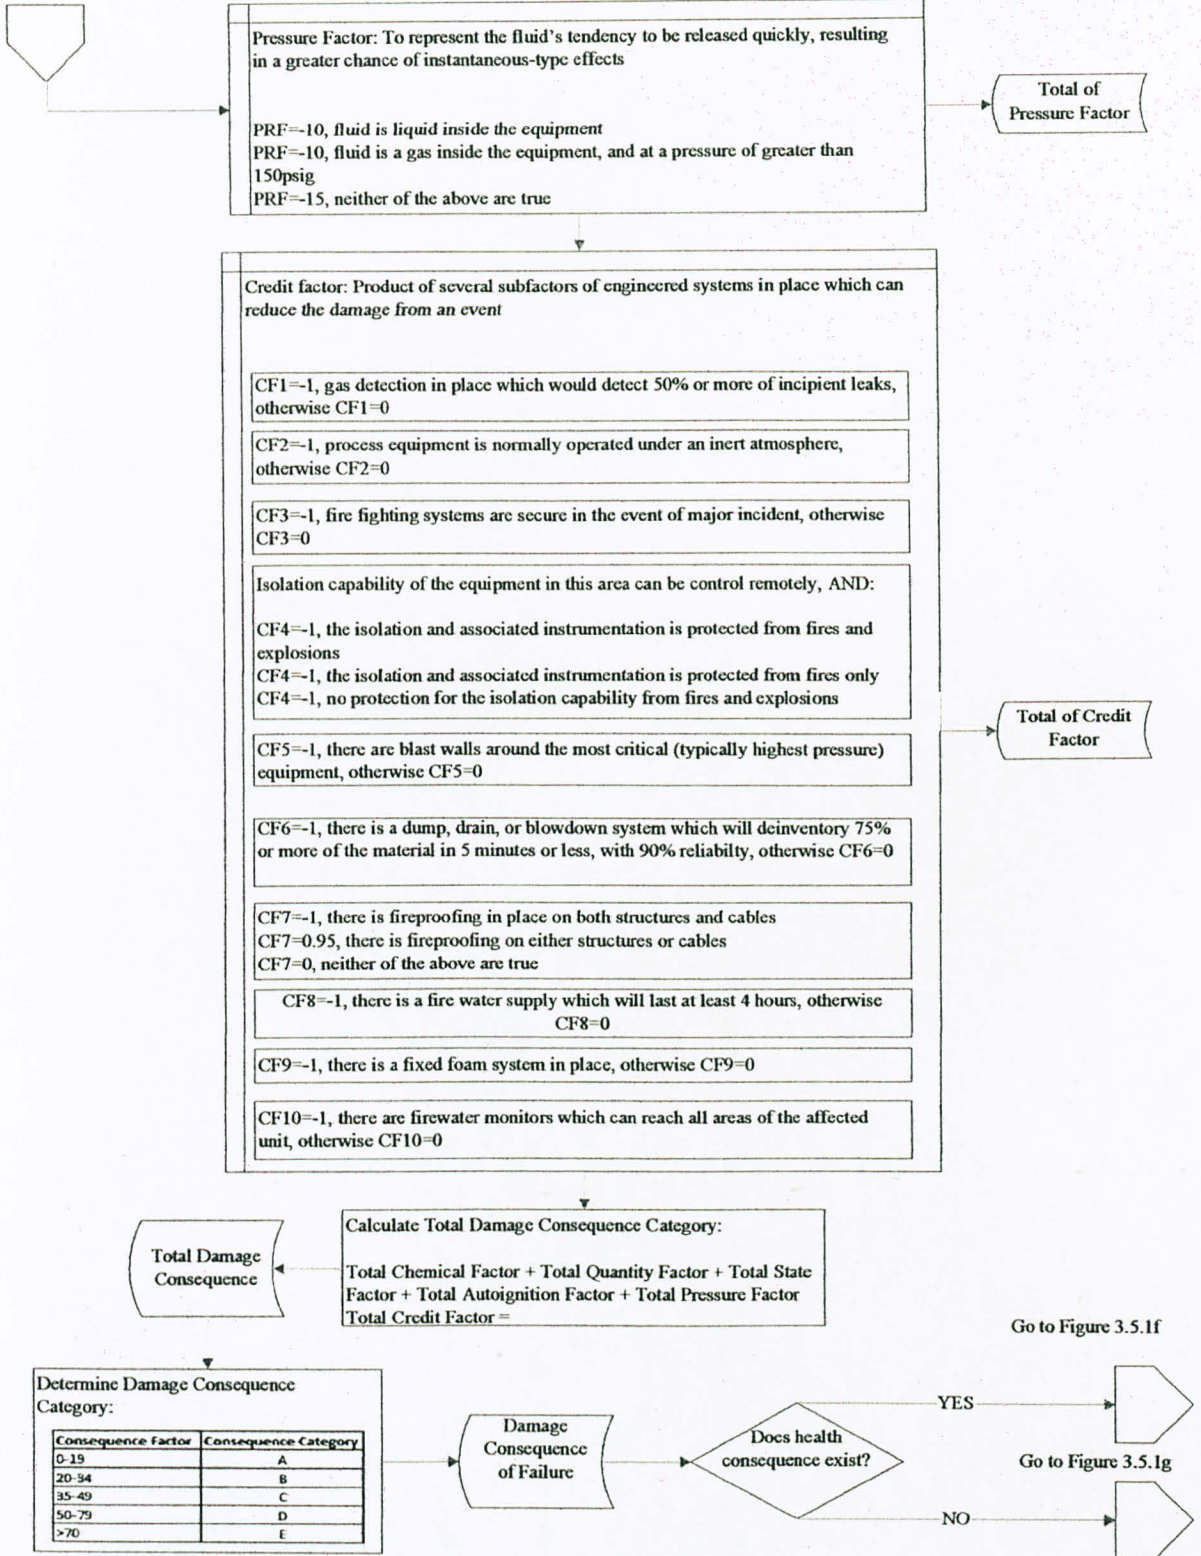 Pressure Factor: To represent the fluid's tendency to be released quickly, resulting
in a greater chance of instantaneous-type effects
PRF=-10, fluid is liquid inside the equipment
PRF=-10, fluid is a gas inside the equipment, and at a pressure of greater than
150psig
PRF=-15, neither of the above are true
Total of
Pressure Factor
Credit factor: Product of several subfactors of engineered systems in place which can
reduce the damage from an event
CF1=-1, gas detection in place which would detect 50% or more of incipient leaks,
otherwise CF1=0
CF2=-1, process equipment is normally operated under an inert atmosphere,
otherwise CF2=0
CF3=-1, fire fighting systems are secure in the event of major incident, otherwise
CF3=0
Isolation capability of the equipment in this area can be control remotely, AND:
CF4=-1, the isolation and associated instrumentation is protected from fires and
explosions
CF4=-1, the isolation and associated instrumentation is protected from fires only
CF4=-1, no protection for the isolation capability from fires and explosions
CF5=-1, there are blast walls around the most critical (typically highest pressure)
equipment, otherwise CF5=0
CF6=-1, there is a dump, drain, or blowdown system which will deinventory 75%
or more of the material in 5 minutes or less, with 90% reliabilty, otherwise CF6=0
CF7=-1, there is fireproofing in place on both structures and cables
CF7=0.95, there is fireproofing on either structures or cables
CF7=0, neither of the above are true
CF8=-1, there is a fire water supply which will last at least 4 hours, otherwise
CF8=0
CF9=-1, there is a fixed foam system in place, otherwise CF9=0
CF10=-1, there are firewater monitors which can reach all areas of the affected
unit, otherwise CF10=0
Total of Credit
Factor
Calculate Total Damage Consequence Category:
Total Chemical Factor + Total Quantity Factor + Total State
Factor + Total Autoignition Factor + Total Pressure Factor
Total Credit Factor =
Total Damage
Consequence
Determine Damage Consequence
Category:
Consequence Factor Consequence Category
0-19 A
20-34 B
35-49 C
50-79 D
>70 E
Damage
Consequence
of Failure
Does health
consequence exist?
YES
Go to Figure 3.5.1f
NO
Go to Figure 3.5.1g